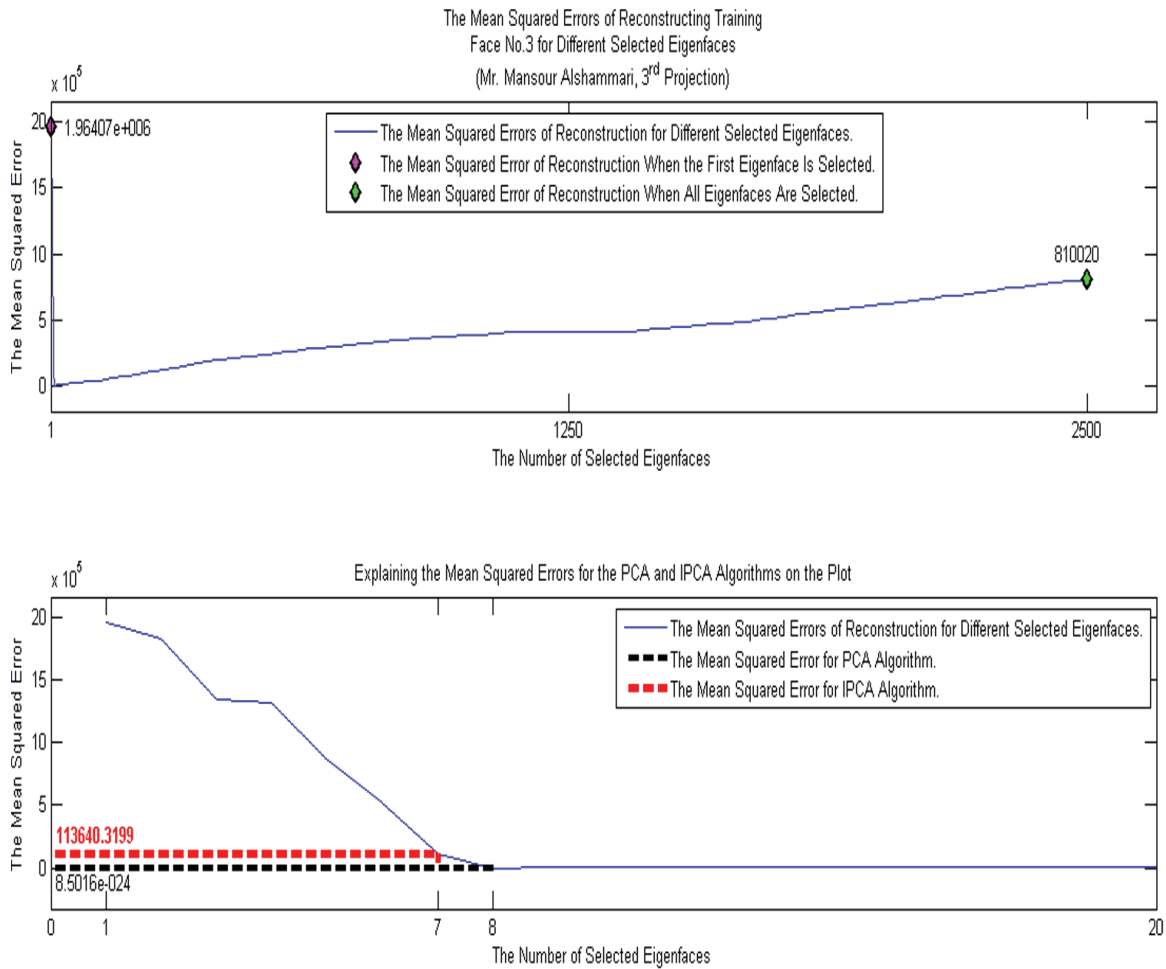 The Mean Squared Errors of Reconstructing Training
Face No.3 for Different Selected Eigenfaces
(Mr. Mansour Alshammari, 3rd Projection)
x 10^5
20
15
10
5
0
The Mean Squared Error
1.96407e+006
The Mean Squared Errors of Reconstruction for Different Selected Eigenfaces.
The Mean Squared Error of Reconstruction When the First Eigenface Is Selected.
The Mean Squared Error of Reconstruction When All Eigenfaces Are Selected.
810020
1 1250 2500
The Number of Selected Eigenfaces
Explaining the Mean Squared Errors for the PCA and IPCA Algorithms on the Plot
x 10^5
20
15
10
5
0
The Mean Squared Error
The Mean Squared Errors of Reconstruction for Different Selected Eigenfaces.
The Mean Squared Error for PCA Algorithm.
The Mean Squared Error for IPCA Algorithm.
113640.3199
8.5016e-024
0 1 7 8 20
The Number of Selected Eigenfaces